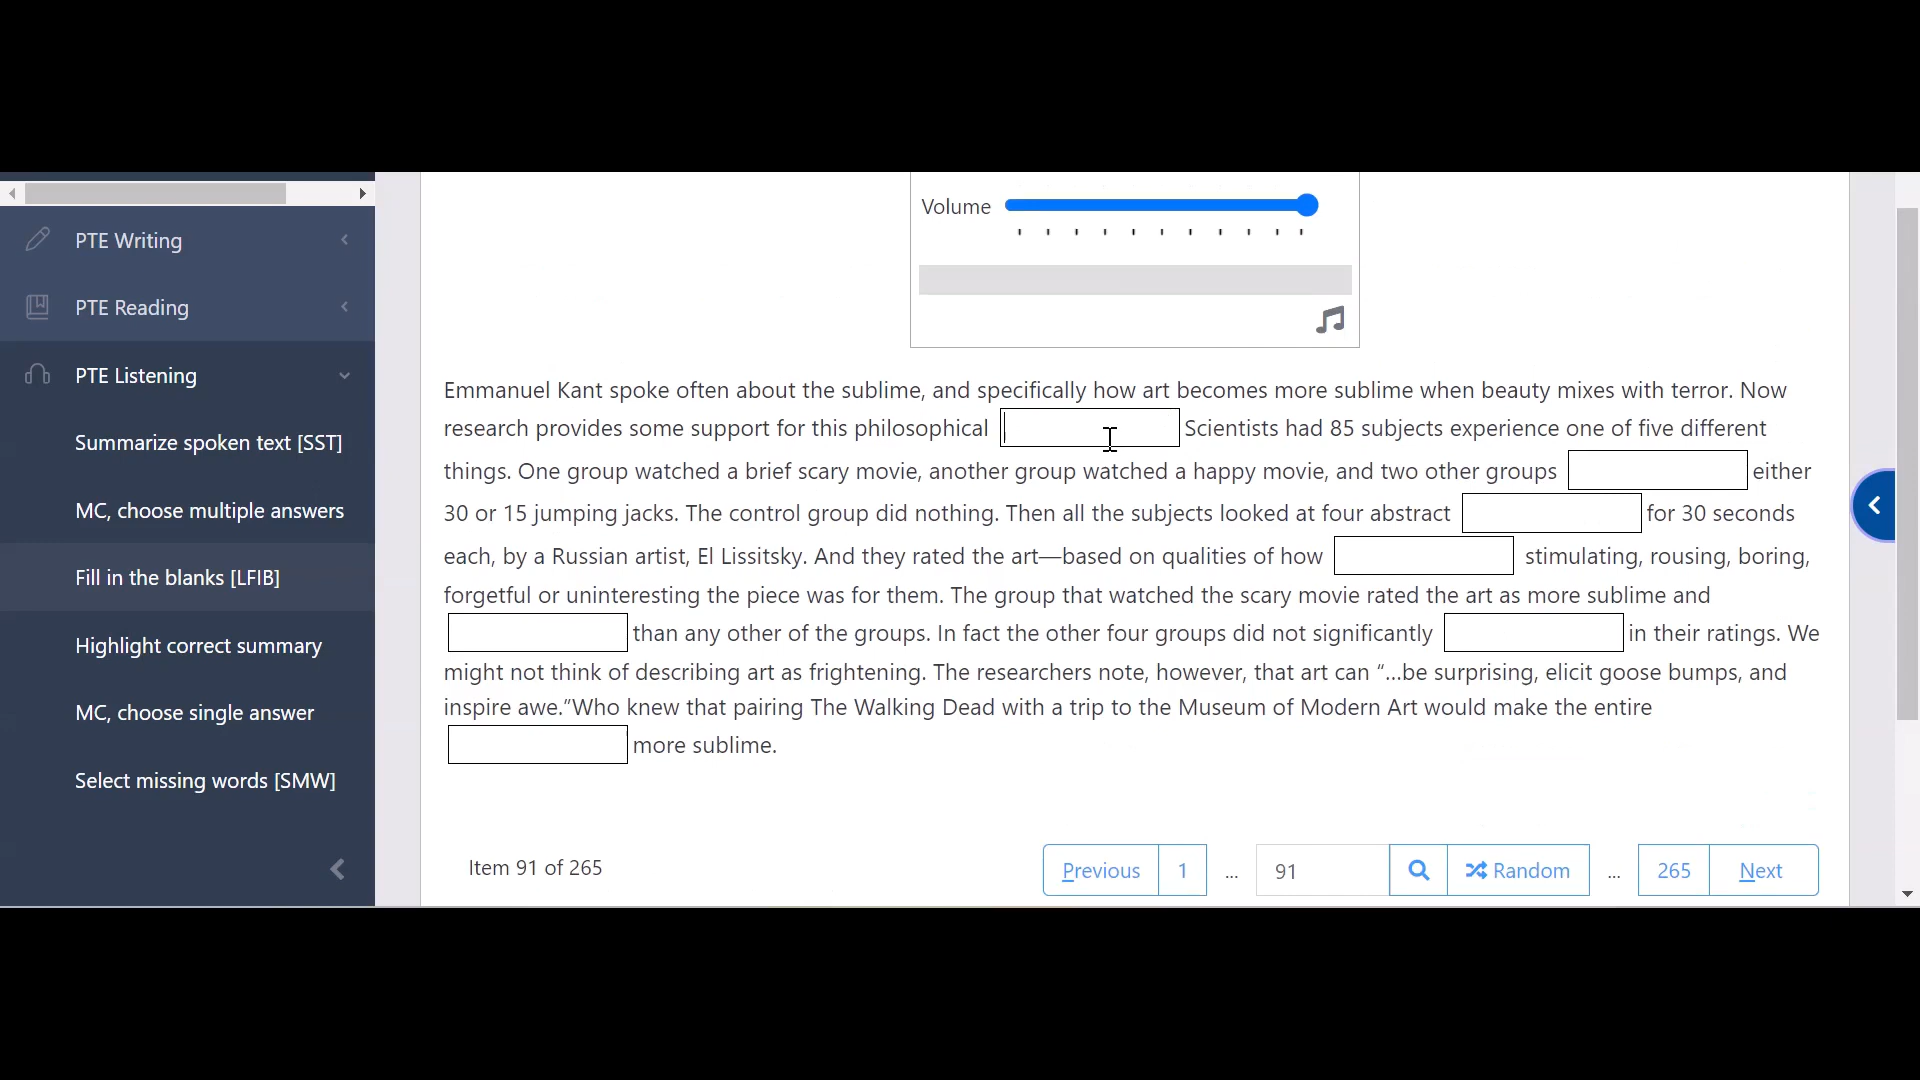 Volume
PTE Writing
PTE Reading
PTE Listening
Summarize spoken text [SST]
MC, choose multiple answers
Fill in the blanks [LFIB]
Highlight correct summary
MC, choose single answer
Select missing words [SMW]
Emmanuel Kant spoke often about the sublime, and specifically how art becomes more sublime when beauty mixes with terror. Now
research provides some support for this philosophical Scientists had 85 subjects experience one of five different
things. One group watched a brief scary movie, another group watched a happy movie, and two other groups either
30 or 15 jumping jacks. The control group did nothing. Then all the subjects looked at four abstract for 30 seconds
each, by a Russian artist, El Lissitsky. And they rated the art—based on qualities of how stimulating, rousing, boring,
forgetful or uninteresting the piece was for them. The group that watched the scary movie rated the art as more sublime and
than any other of the groups. In fact the other four groups did not significantly in their ratings. We
might not think of describing art as frightening. The researchers note, however, that art can “...be surprising, elicit goose bumps, and
inspire awe.”Who knew that pairing The Walking Dead with a trip to the Museum of Modern Art would make the entire
more sublime.
Item 91 of 265
Previous 1 ... 91 Random ... 265 Next